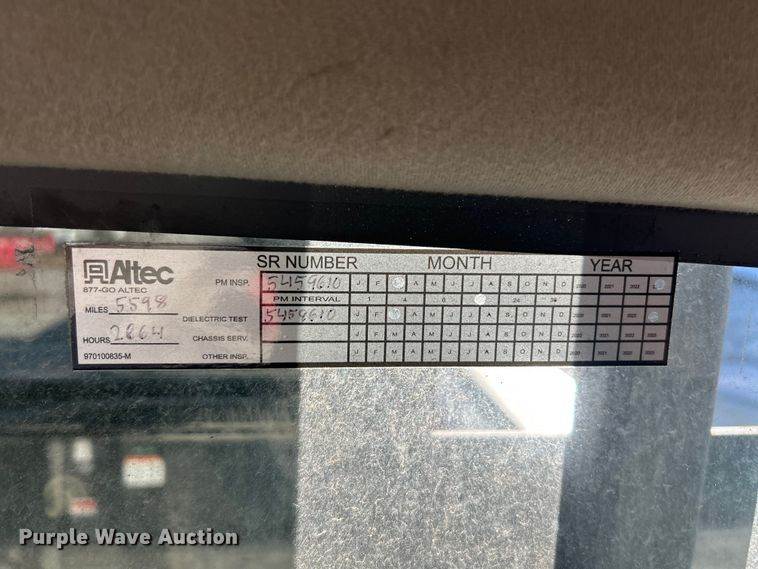 Altec
877-GO ALTEC
MILES 5598
HOURS 2864
970100835-M
SR NUMBER MONTH YEAR
PM INSP. 5459610 J F A M J J A S O N D 2020 2021 2022
PM INTERVAL 1 4 6 24 36
DIELECTRIC TEST 5459610 J F A M J J A S O N D 2020 2021 2022
CHASSIS SERV. J F M A M J J A S O N D 2020 2021 2022 2023
OTHER INSP. J F M A M J J A S O N D 2020 2021 2022 2023
Purple Wave Auction